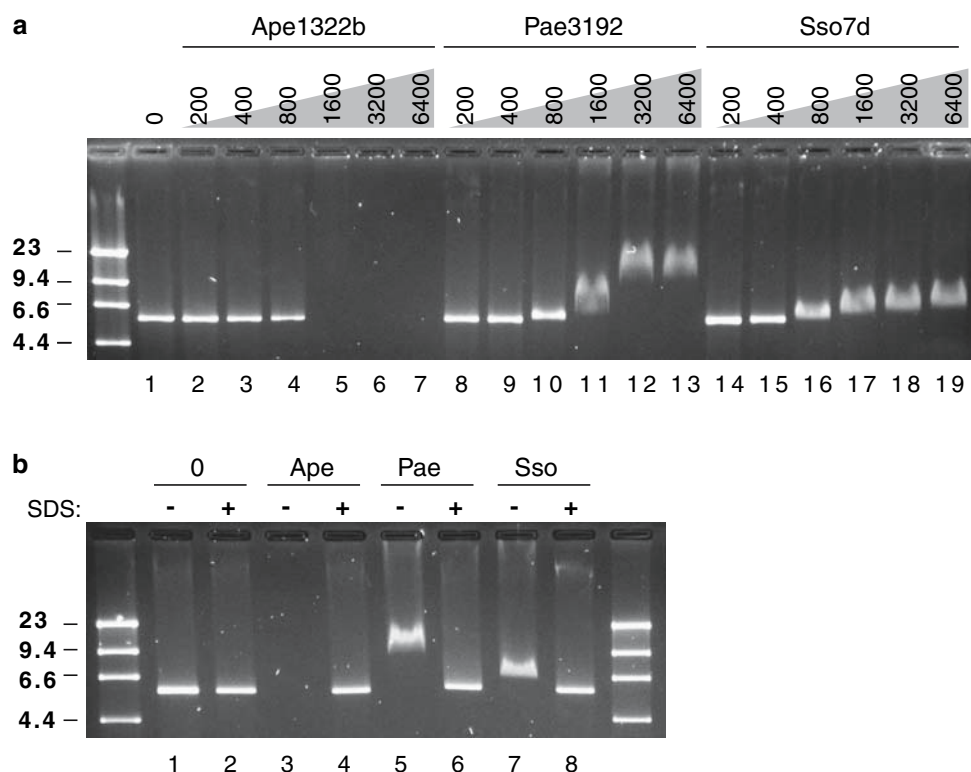 a
Ape1322b Pae3192 Sso7d
0 200 400 800 1600 3200 6400 200 400 800 1600 3200 6400 200 400 800 1600 3200 6400
23 –
9.4 –
6.6 –
4.4 –
1 2 3 4 5 6 7 8 9 10 11 12 13 14 15 16 17 18 19
b
0 Ape Pae Sso
SDS: - + - + - + - +
23 –
9.4 –
6.6 –
4.4 –
1 2 3 4 5 6 7 8